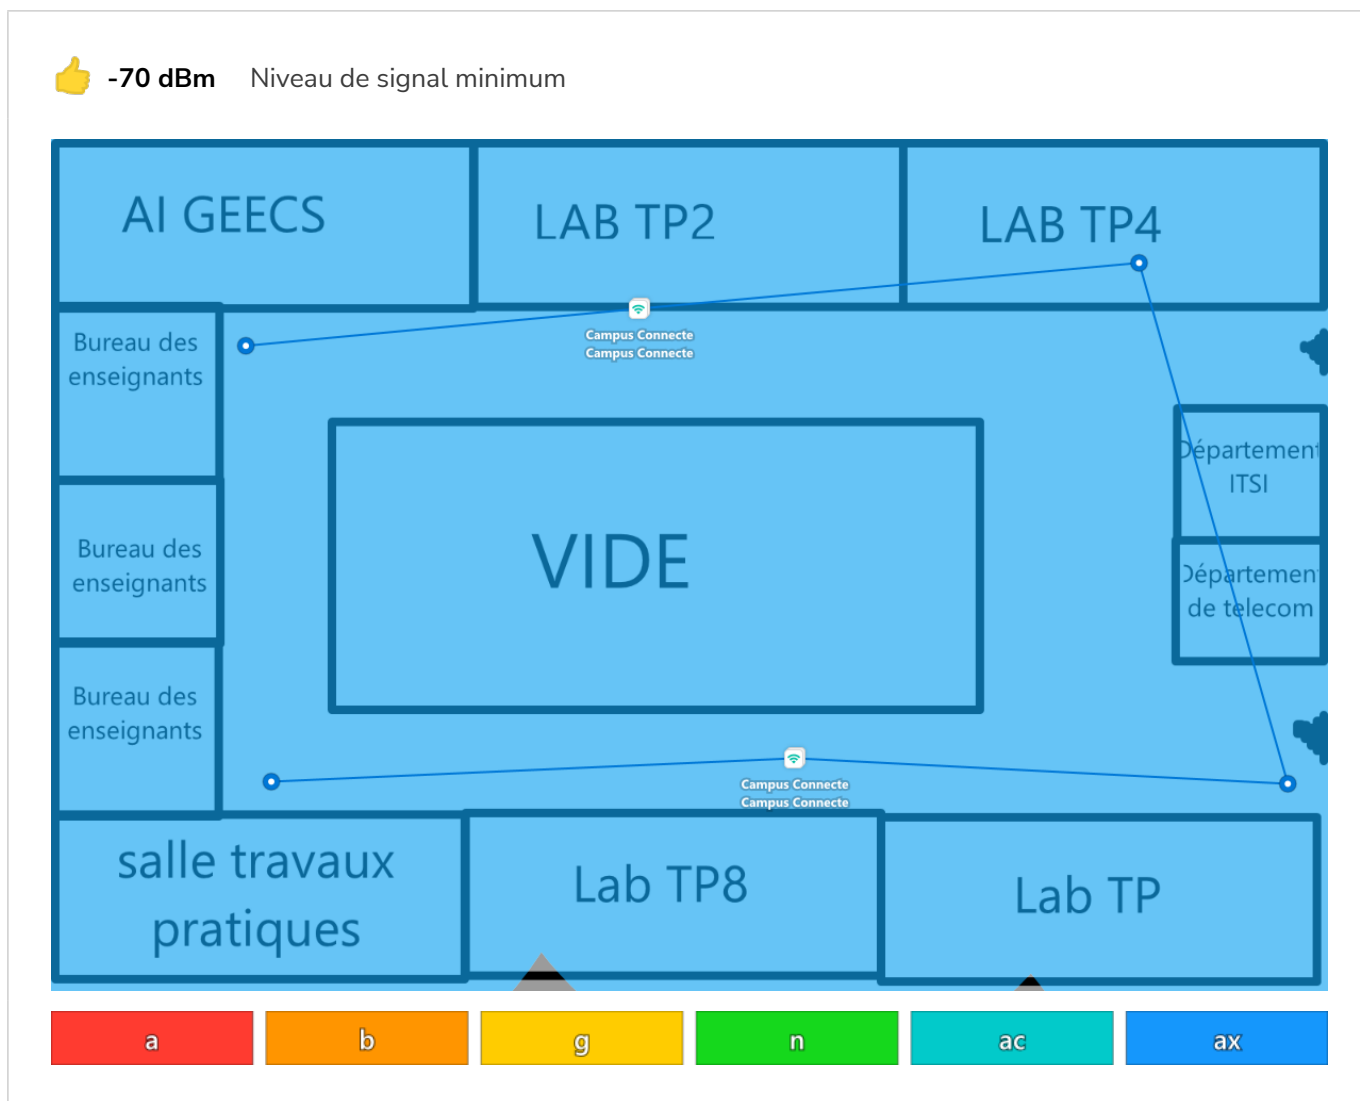 -70 dBm Niveau de signal minimum
AI GEECS
LAB TP2
LAB TP4
Campus Connecte
Campus Connecte
Bureau des
enseignants
Département
ITSI
VIDE
Bureau des
enseignants
Département
de telecom
Bureau des
enseignants
Campus Connecte
Campus Connecte
salle travaux
pratiques
Lab TP8
Lab TP
a
b
g
n
ac
ax